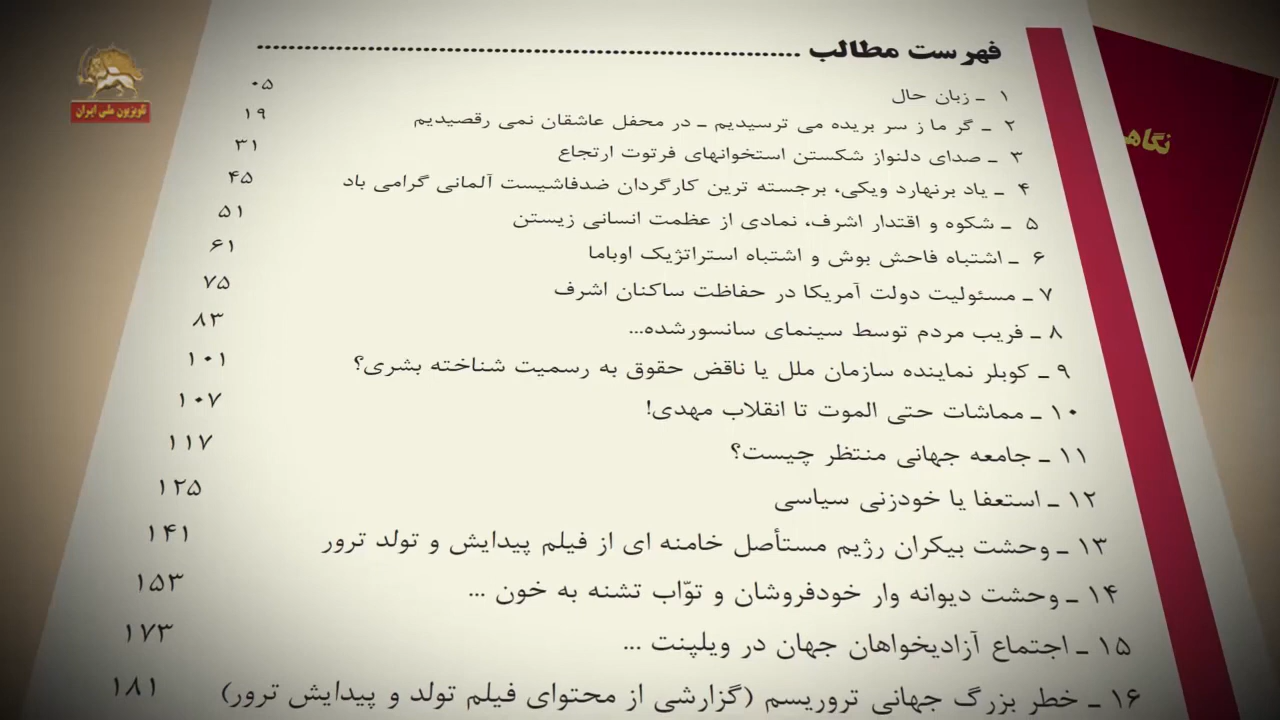 تلویزیون ملی ایران
نگاه
فهرست مطالب
۱ ـ زبان حال ۰۵
۲ ـ گر ما ز سر بریده می ترسیدیم ـ در محفل عاشقان نمی رقصیدیم ۱۹
۳ ـ صدای دلنواز شکستن استخوانهای فرتوت ارتجاع ۳۱
۴ ـ یاد برنهارد ویکی، برجسته ترین کارگردان ضدفاشیست آلمانی گرامی باد ۴۵
۵ ـ شکوه و اقتدار اشرف، نمادی از عظمت انسانی زیستن ۵۱
۶ ـ اشتباه فاحش بوش و اشتباه استراتژیک اوباما ۶۱
۷ ـ مسئولیت دولت آمریکا در حفاظت ساکنان اشرف ۷۵
۸ ـ فریب مردم توسط سینمای سانسورشده... ۸۳
۹ ـ کوبلر نماینده سازمان ملل یا ناقض حقوق به رسمیت شناخته بشری؟ ۱۰۱
۱۰ ـ مماشات حتی الموت تا انقلاب مهدی! ۱۰۷
۱۱ ـ جامعه جهانی منتظر چیست؟ ۱۱۷
۱۲ ـ استعفا یا خودزنی سیاسی ۱۲۵
۱۳ ـ وحشت بیکران رژیم مستأصل خامنه ای از فیلم پیدایش و تولد ترور ۱۴۱
۱۴ ـ وحشت دیوانه وار خودفروشان و توّاب تشنه به خون ... ۱۵۳
۱۵ ـ اجتماع آزادیخواهان جهان در ویلپنت ... ۱۷۳
۱۶ ـ خطر بزرگ جهانی تروریسم (گزارشی از محتوای فیلم تولد و پیدایش ترور) ۱۸۱